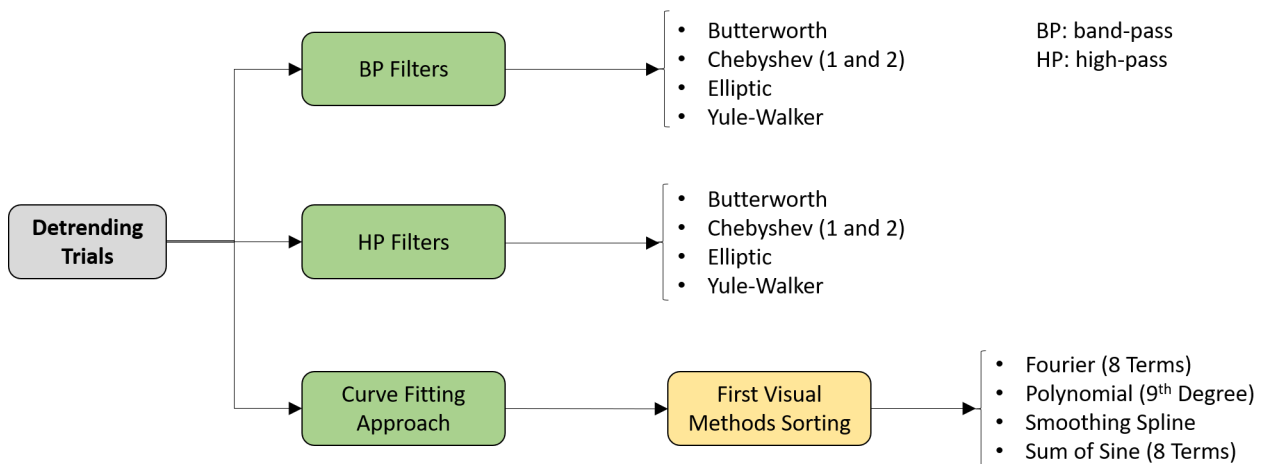 BP Filters
• Butterworth
• Chebyshev (1 and 2)
• Elliptic
• Yule-Walker
BP: band-pass
HP: high-pass
Detrending
Trials
HP Filters
• Butterworth
• Chebyshev (1 and 2)
• Elliptic
• Yule-Walker
Curve Fitting
Approach
First Visual
Methods Sorting
• Fourier (8 Terms)
• Polynomial (9th Degree)
• Smoothing Spline
• Sum of Sine (8 Terms)